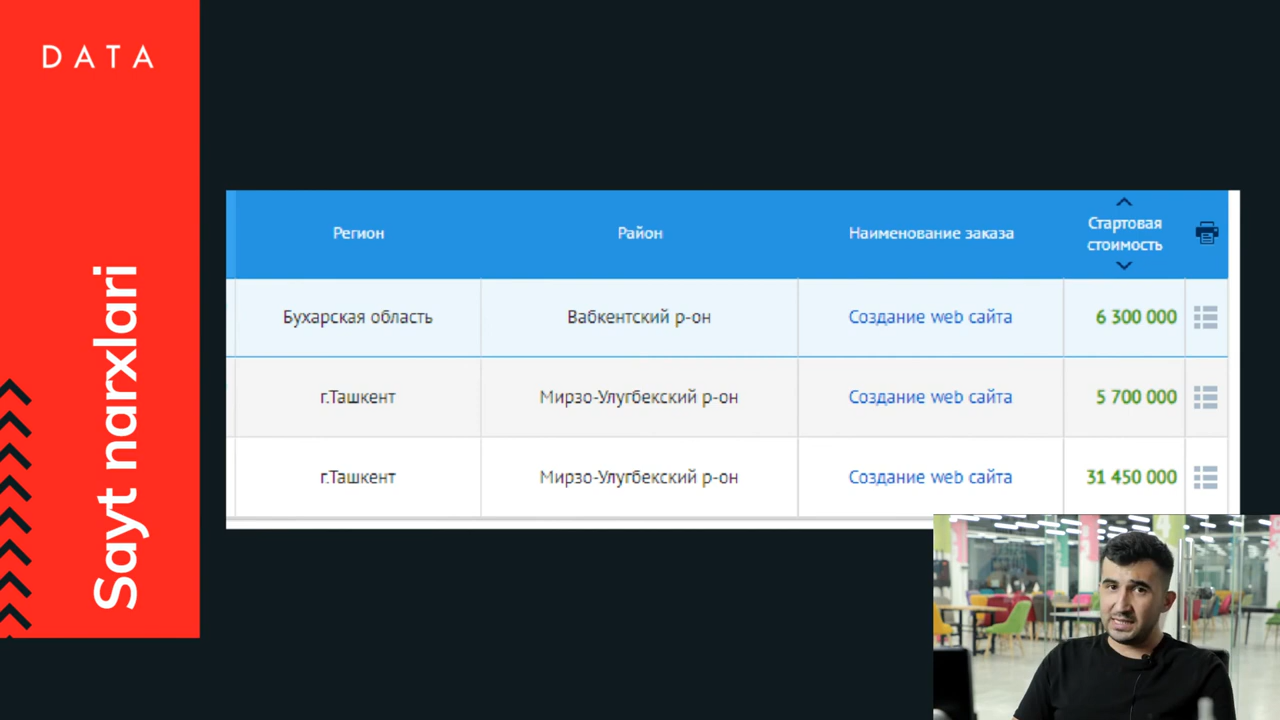 DATA
Sayt narxlari
Регион
Район
Наименование заказа
Стартовая
стоимость
Бухарская область
Вабкентский р-он
Создание web сайта
6 300 000
г.Ташкент
Мирзо-Улугбекский р-он
Создание web сайта
5 700 000
г.Ташкент
Мирзо-Улугбекский р-он
Создание web сайта
31 450 000